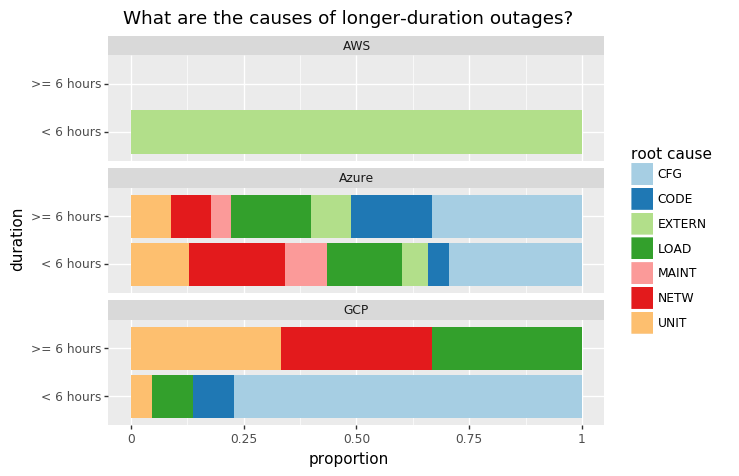 What are the causes of longer-duration outages?
AWS
>= 6 hours
< 6 hours
Azure
>= 6 hours
< 6 hours
GCP
>= 6 hours
< 6 hours
0 0.25 0.50 0.75 1
proportion
duration
root cause
CFG
CODE
EXTERN
LOAD
MAINT
NETW
UNIT